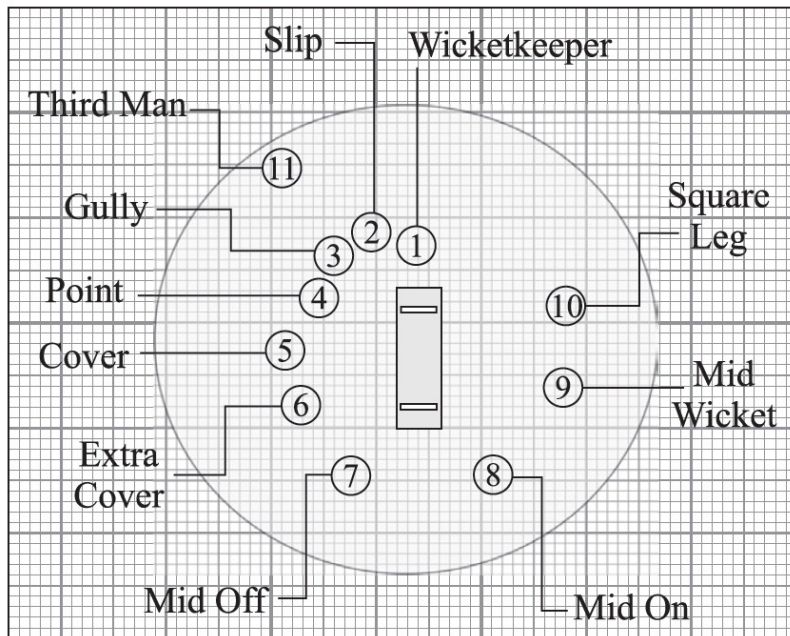 Slip
Wicketkeeper
Third Man
11
Gully
Square
Leg
2
1
3
Point
4
10
Cover
5
Mid
Wicket
9
6
Extra
Cover
7
8
Mid Off
Mid On